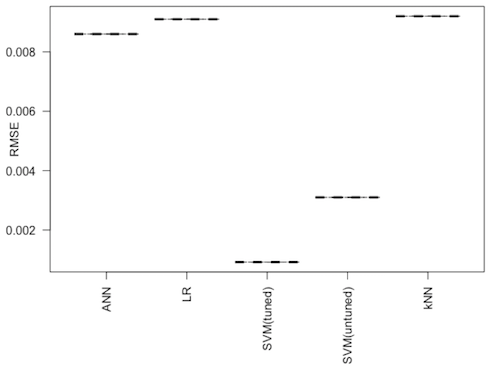 0.008
0.006
0.004
0.002
RMSE
ANN
LR
SVM(tuned)
SVM(untuned)
kNN